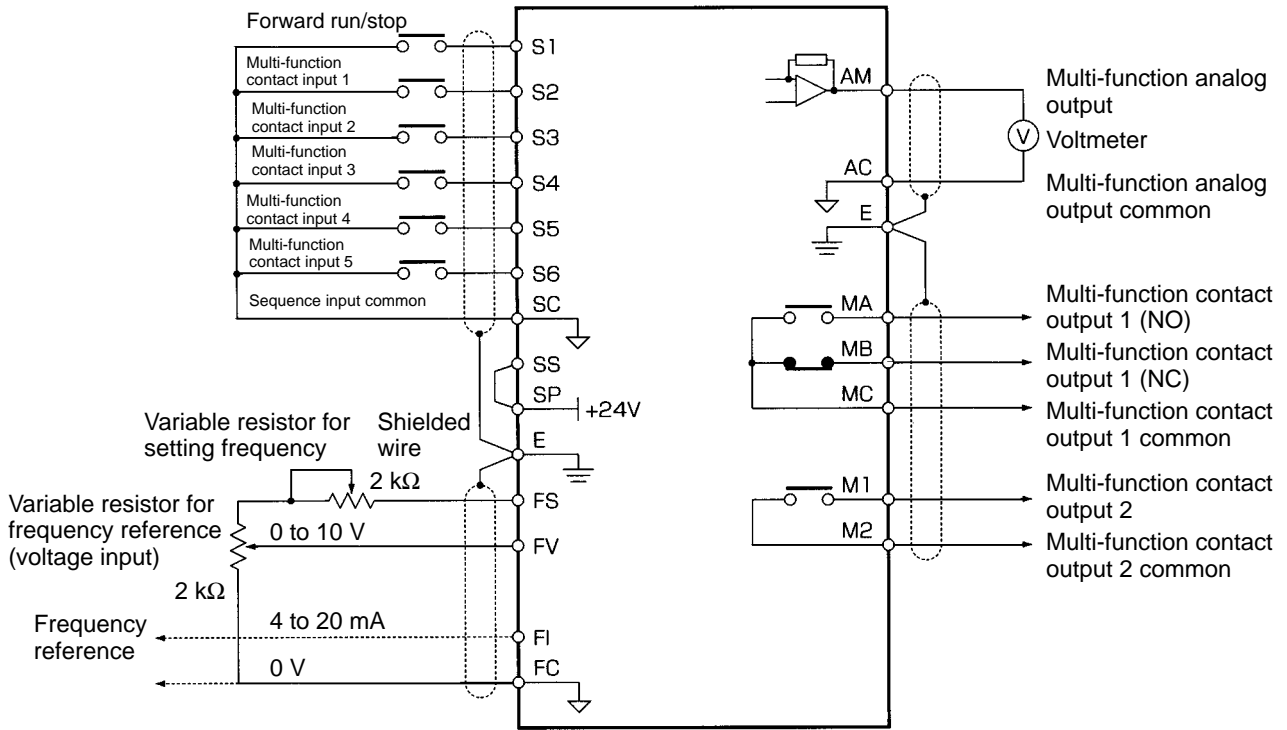 Forward run/stop
S1
Multi-function
contact input 1
S2
Multi-function
contact input 2
S3
Multi-function
contact input 3
S4
Multi-function
contact input 4
S5
Multi-function
contact input 5
S6
Sequence input common
SC
SS
SP
+24V
E
Variable resistor for
setting frequency
Shielded
wire
2 kΩ
FS
Variable resistor for
frequency reference
(voltage input)
0 to 10 V
FV
2 kΩ
Frequency
reference
4 to 20 mA
FI
0 V
FC
AM
Multi-function analog
output
V
Voltmeter
AC
Multi-function analog
output common
E
MA
Multi-function contact
output 1 (NO)
MB
Multi-function contact
output 1 (NC)
MC
Multi-function contact
output 1 common
M1
Multi-function contact
output 2
M2
Multi-function contact
output 2 common